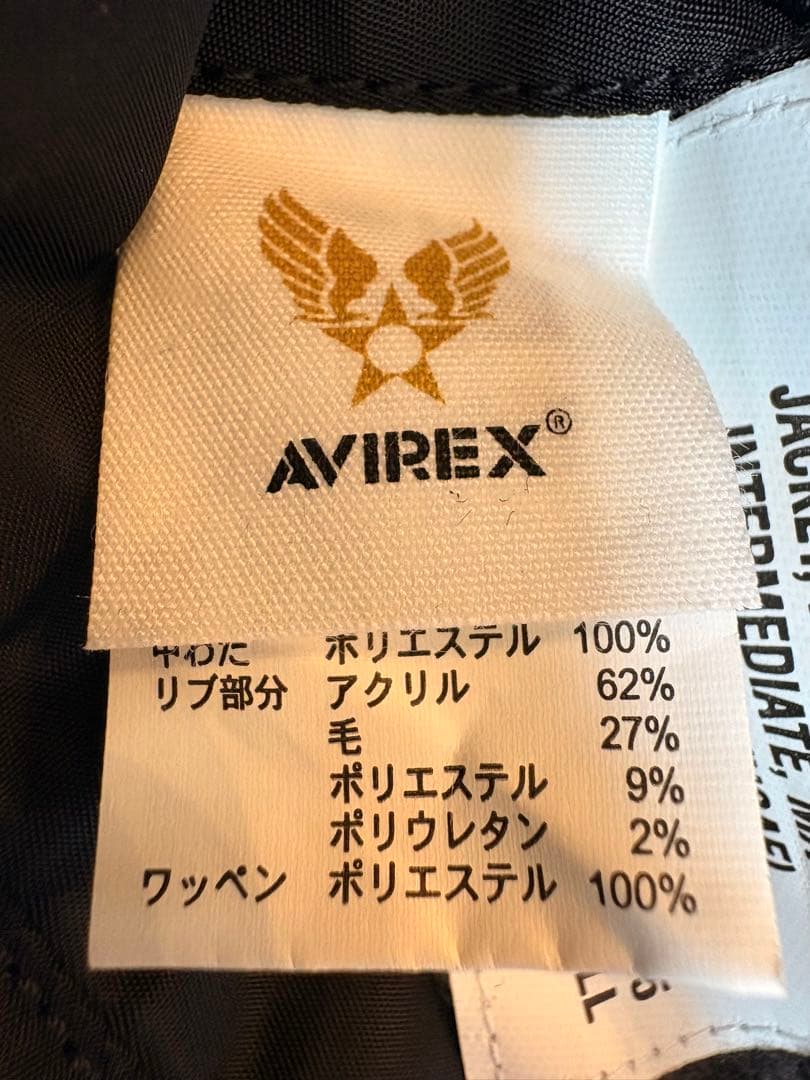 AVIREX®
中わた ポリエステル 100%
リブ部分 アクリル 62%
毛 27%
ポリエステル 9%
ポリウレタン 2%
ワッペン ポリエステル 100%
JACKET,
INTERMEDIATE,